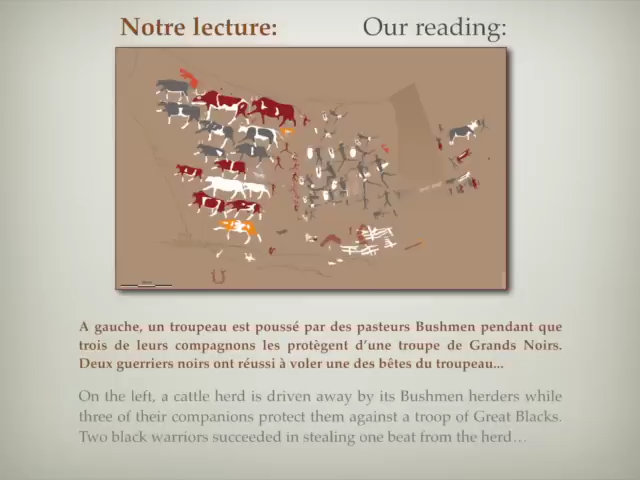 Notre lecture:
Our reading:
A gauche, un troupeau est poussé par des pasteurs Bushmen pendant que
trois de leurs compagnons les protègent d'une troupe de Grands Noirs.
Deux guerriers noirs ont réussi à voler une des bêtes du troupeau...
On the left, a cattle herd is driven away by its Bushmen herders while
three of their companions protect them against a troop of Great Blacks.
Two black warriors succeeded in stealing one beat from the herd…